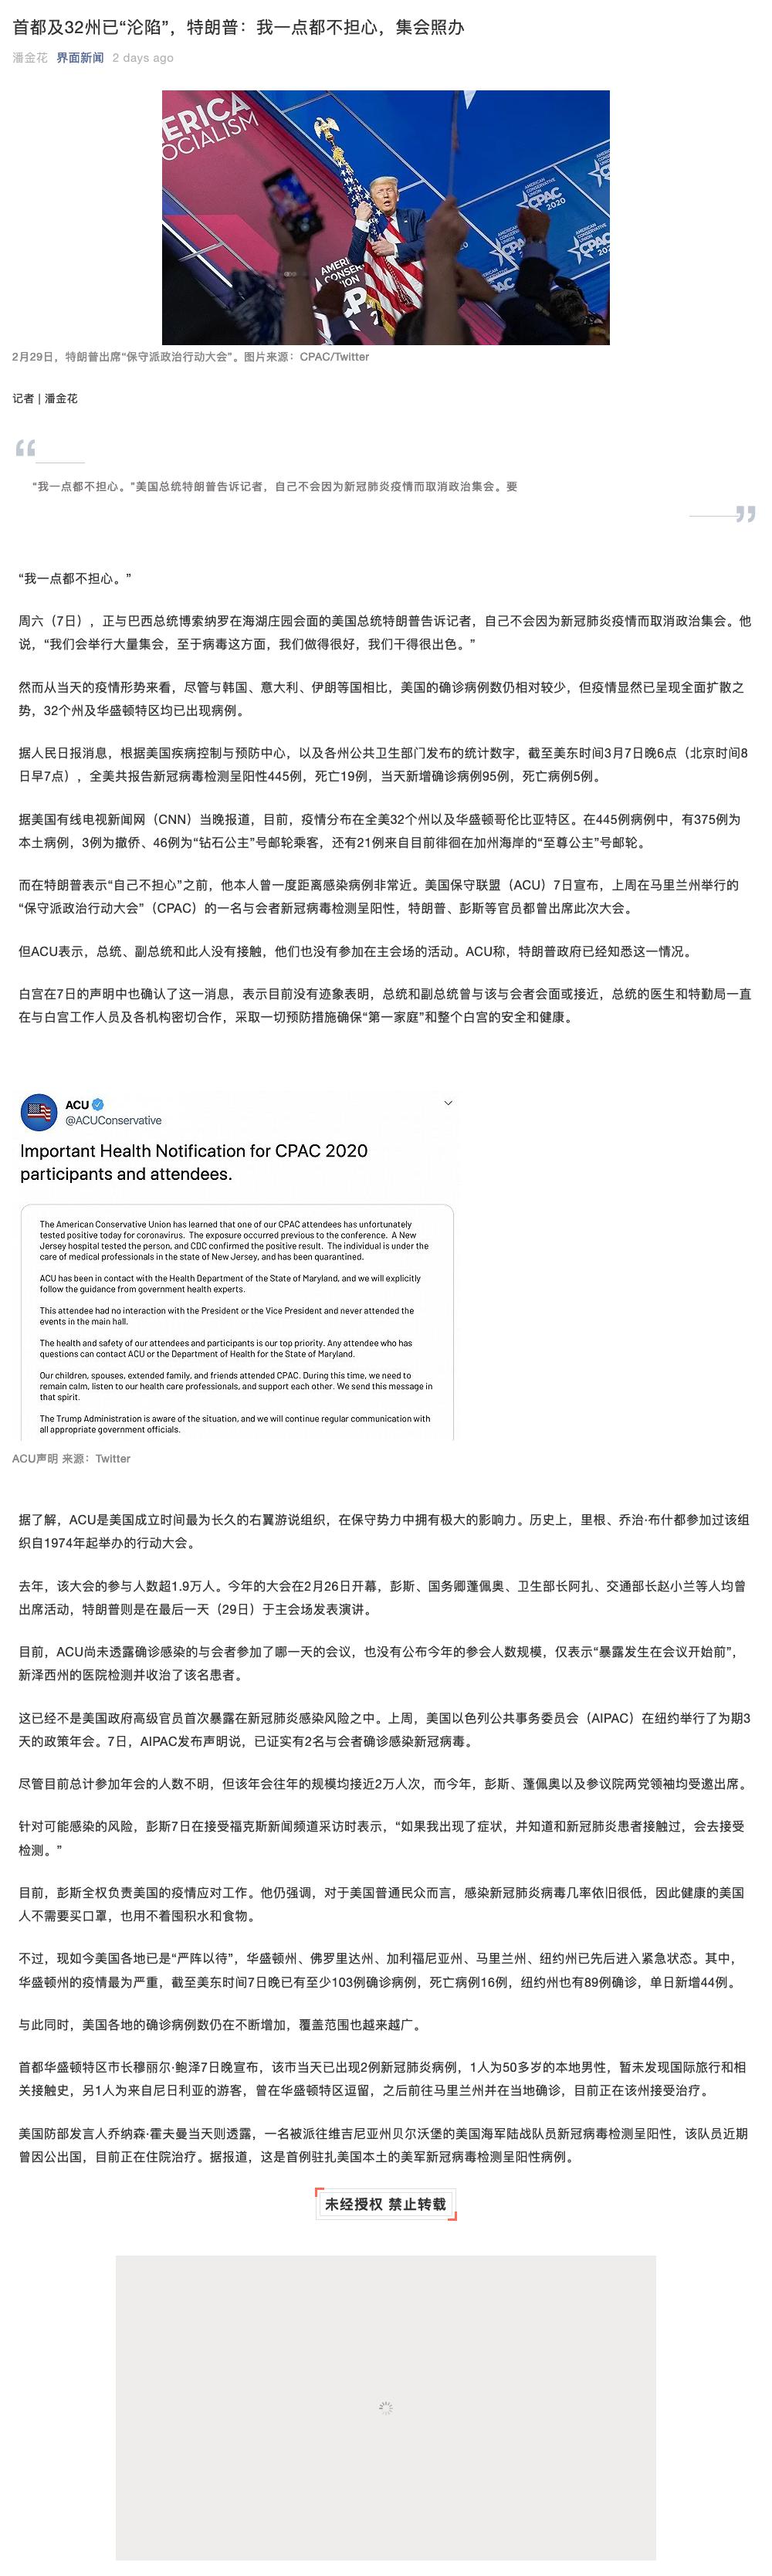 首都及32州已“沦陷”，特朗普：我一点都不担心，集会照办
潘金花 界面新闻 2 days ago
ERICA
OCIALISM
AMERICAN
CONSERVATIVE
UNION
CPAC
2020
2月29日，特朗普出席“保守派政治行动大会”。图片来源：CPAC/Twitter
记者 | 潘金花
“我一点都不担心。”美国总统特朗普告诉记者，自己不会因为新冠肺炎疫情而取消政治集会。要
“我一点都不担心。”
周六（7日），正与巴西总统博索纳罗在海湖庄园会面的美国总统特朗普告诉记者，自己不会因为新冠肺炎疫情而取消政治集会。他
说，“我们会举行大量集会，至于病毒这方面，我们做得很好，我们干得很出色。”
然而从当天的疫情形势来看，尽管与韩国、意大利、伊朗等国相比，美国的确诊病例数仍相对较少，但疫情显然已呈现全面扩散之
势，32个州及华盛顿特区均已出现病例。
据人民日报消息，根据美国疾病控制与预防中心，以及各州公共卫生部门发布的统计数字，截至美东时间3月7日晚6点（北京时间8
日早7点），全美共报告新冠病毒检测呈阳性445例，死亡19例，当天新增确诊病例95例，死亡病例5例。
据美国有线电视新闻网（CNN）当晚报道，目前，疫情分布在全美32个州以及华盛顿哥伦比亚特区。在445例病例中，有375例为
本土病例，3例为撤侨、46例为“钻石公主”号邮轮乘客，还有21例来自目前徘徊在加州海岸的“至尊公主”号邮轮。
而在特朗普表示“自己不担心”之前，他本人曾一度距离感染病例非常近。美国保守联盟（ACU）7日宣布，上周在马里兰州举行的
“保守派政治行动大会”（CPAC）的一名与会者新冠病毒检测呈阳性，特朗普、彭斯等官员都曾出席此次大会。
但ACU表示，总统、副总统和此人没有接触，他们也没有参加在主会场的活动。ACU称，特朗普政府已经知悉这一情况。
白宫在7日的声明中也确认了这一消息，表示目前没有迹象表明，总统和副总统曾与该与会者会面或接近，总统的医生和特勤局一直
在与白宫工作人员及各机构密切合作，采取一切预防措施确保“第一家庭”和整个白宫的安全和健康。
ACU
@ACUConservative
Important Health Notification for CPAC 2020
participants and attendees.
The American Conservative Union has learned that one of our CPAC attendees has unfortunately
tested positive today for coronavirus. The exposure occurred previous to the conference. A New
Jersey hospital tested the person, and CDC confirmed the positive result. The individual is under the
care of medical professionals in the state of New Jersey, and has been quarantined.
ACU has been in contact with the Health Department of the State of Maryland, and we will explicitly
follow the guidance from government health experts.
This attendee had no interaction with the President or the Vice President and never attended the
events in the main hall.
The health and safety of our attendees and participants is our top priority. Any attendee who has
questions can contact ACU or the Department of Health for the State of Maryland.
Our children, spouses, extended family, and friends attended CPAC. During this time, we need to
remain calm, listen to our health care professionals, and support each other. We send this message in
that spirit.
The Trump Administration is aware of the situation, and we will continue regular communication with
all appropriate government officials.
ACU声明 来源：Twitter
据了解，ACU是美国成立时间最为长久的右翼游说组织，在保守势力中拥有极大的影响力。历史上，里根、乔治·布什都参加过该组
织自1974年起举办的行动大会。
去年，该大会的参与人数超1.9万人。今年的大会在2月26日开幕，彭斯、国务卿蓬佩奥、卫生部长阿扎、交通部长赵小兰等人均曾
出席活动，特朗普则是在最后一天（29日）于主会场发表演讲。
目前，ACU尚未透露确诊感染的与会者参加了哪一天的会议，也没有公布今年的参会人数规模，仅表示“暴露发生在会议开始前”，
新泽西州的医院检测并收治了该名患者。
这已经不是美国政府高级官员首次暴露在新冠肺炎感染风险之中。上周，美国以色列公共事务委员会（AIPAC）在纽约举行了为期3
天的政策年会。7日，AIPAC发布声明说，已证实有2名与会者确诊感染新冠病毒。
尽管目前总计参加年会的人数不明，但该年会往年的规模均接近2万人次，而今年，彭斯、蓬佩奥以及参议院两党领袖均受邀出席。
针对可能感染的风险，彭斯7日在接受福克斯新闻频道采访时表示，“如果我出现了症状，并知道和新冠肺炎患者接触过，会去接受
检测。”
目前，彭斯全权负责美国的疫情应对工作。他仍强调，对于美国普通民众而言，感染新冠肺炎病毒几率依旧很低，因此健康的美国
人不需要买口罩，也用不着囤积水和食物。
不过，现如今美国各地已是“严阵以待”，华盛顿州、佛罗里达州、加利福尼亚州、马里兰州、纽约州已先后进入紧急状态。其中，
华盛顿州的疫情最为严重，截至美东时间7日晚已有至少103例确诊病例，死亡病例16例，纽约州也有89例确诊，单日新增44例。
与此同时，美国各地的确诊病例数仍在不断增加，覆盖范围也越来越广。
首都华盛顿特区市长穆丽尔·鲍泽7日晚宣布，该市当天已出现2例新冠肺炎病例，1人为50多岁的本地男性，暂未发现国际旅行和相
关接触史，另1人为来自尼日利亚的游客，曾在华盛顿特区逗留，之后前往马里兰州并在当地确诊，目前正在该州接受治疗。
美国防部发言人乔纳森·霍夫曼当天则透露，一名被派往维吉尼亚州贝尔沃堡的美国海军陆战队员新冠病毒检测呈阳性，该队员近期
曾因公出国，目前正在住院治疗。据报道，这是首例驻扎美国本土的美军新冠病毒检测呈阳性病例。
未经授权 禁止转载